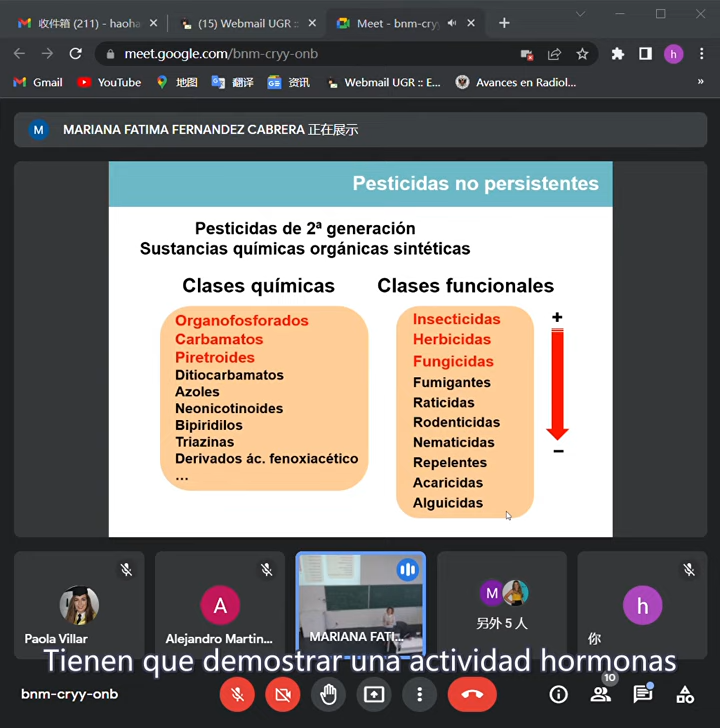 收件箱 (211) - haoha
(15) Webmail UGR ::
Meet - bnm-cry
meet.google.com/bnm-cryy-onb
h
Gmail
YouTube
地图
翻译
资讯
Webmail UGR :: E...
Avances en Radiol...
»
M
MARIANA FATIMA FERNANDEZ CABRERA 正在展示
Pesticidas no persistentes
Pesticidas de 2ª generación
Sustancias químicas orgánicas sintéticas
Clases químicas
Organofosforados
Carbamatos
Piretroides
Ditiocarbamatos
Azoles
Neonicotinoides
Bipiridilos
Triazinas
Derivados ác. fenoxiacético
...
Clases funcionales
Insecticidas
Herbicidas
Fungicidas
Fumigantes
Raticidas
Rodenticidas
Nematicidas
Repelentes
Acaricidas
Alguicidas
+
−
Paola Villar
A
Alejandro Martin...
MARIANA FATI...
M
另外 5 人
h
你
Tienen que demostrar una actividad hormonas
bnm-cryy-onb
10